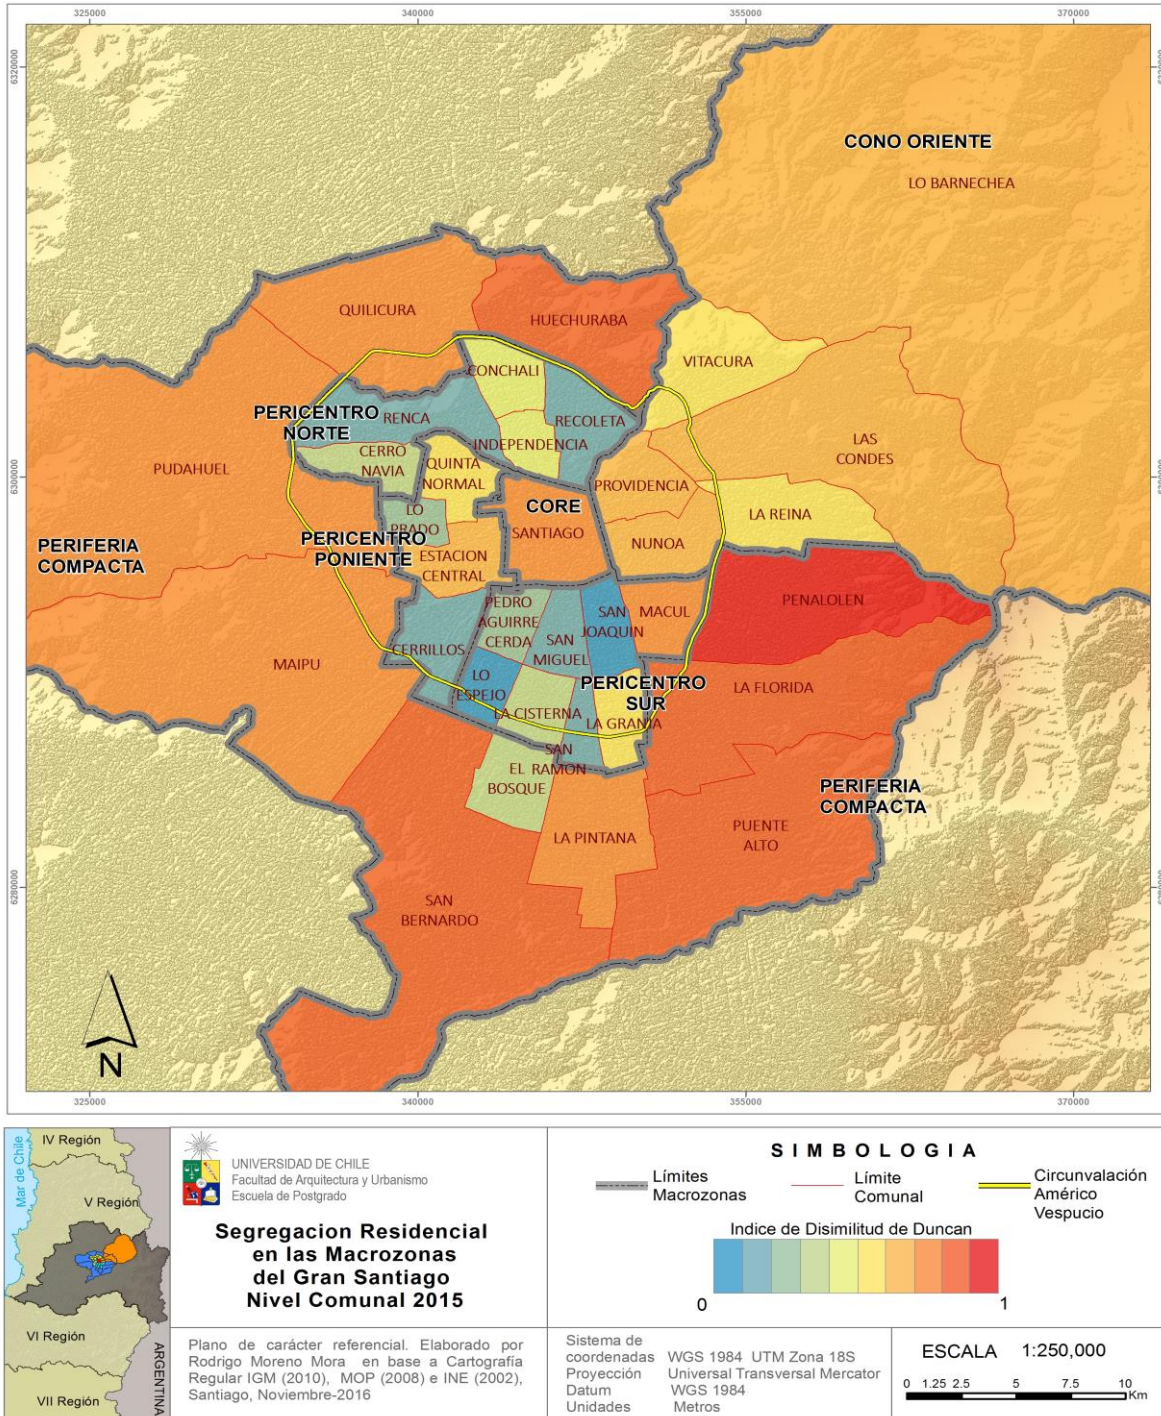 325000
340000
355000
370000
6320000
6320000
CONO ORIENTE
LO BARNECHEA
QUILICURA
HUECHURABA
VITACURA
CONCHALI
PERICENTRO
NORTE
RENCA
RECOLETA
INDEPENDENCIA
LAS
CONDES
CERRO
NAVIA
QUINTA
NORMAL
PUDAHUEL
6300000
PROVIDENCIA
CORE
SANTIAGO
LO
PRADO
LA REINA
NUNOA
PERIFERIA
COMPACTA
PERICENTRO
PONIENTE
ESTACION
CENTRAL
PENALOLEN
PEDRO
AGUIRRE
CERDA
SAN
JOAQUIN
MACUL
SAN
MIGUEL
CERRILLOS
MAIPU
LO
ESPEJO
PERICENTRO
SUR
LA FLORIDA
LA CISTERNA
LA GRANJA
SAN
RAMON
EL
BOSQUE
PERIFERIA
COMPACTA
LA PINTANA
PUENTE
ALTO
6280000
SAN
BERNARDO
N
325000
340000
355000
370000
IV Región
Mar de Chile
V Región
VI Región
VII Región
ARGENTINA
UNIVERSIDAD DE CHILE
Facultad de Arquitectura y Urbanismo
Escuela de Postgrado
Segregacion Residencial
en las Macrozonas
del Gran Santiago
Nivel Comunal 2015
Plano de carácter referencial. Elaborado por
Rodrigo Moreno Mora en base a Cartografía
Regular IGM (2010), MOP (2008) e INE (2002),
Santiago, Noviembre-2016
SIMBOLOGIA
Límites
Macrozonas
Límite
Comunal
Circunvalación
Américo
Vespucio
Indice de Disimilitud de Duncan
0
1
Sistema de
coordenadas WGS 1984 UTM Zona 18S
Proyección Universal Transversal Mercator
Datum WGS 1984
Unidades Metros
ESCALA 1:250,000
0 1.25 2.5 5 7.5 10
Km